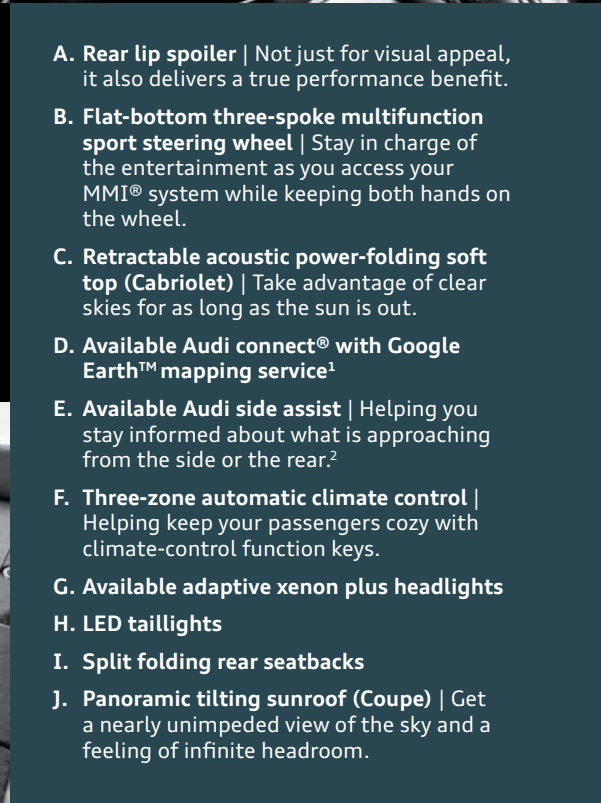 A. Rear lip spoiler | Not just for visual appeal,
it also delivers a true performance benefit.
B. Flat-bottom three-spoke multifunction
sport steering wheel | Stay in charge of
the entertainment as you access your
MMI® system while keeping both hands on
the wheel.
C. Retractable acoustic power-folding soft
top (Cabriolet) | Take advantage of clear
skies for as long as the sun is out.
D. Available Audi connect® with Google
Earth™ mapping service¹
E. Available Audi side assist | Helping you
stay informed about what is approaching
from the side or the rear.²
F. Three-zone automatic climate control |
Helping keep your passengers cozy with
climate-control function keys.
G. Available adaptive xenon plus headlights
H. LED taillights
I. Split folding rear seatbacks
J. Panoramic tilting sunroof (Coupe) | Get
a nearly unimpeded view of the sky and a
feeling of infinite headroom.